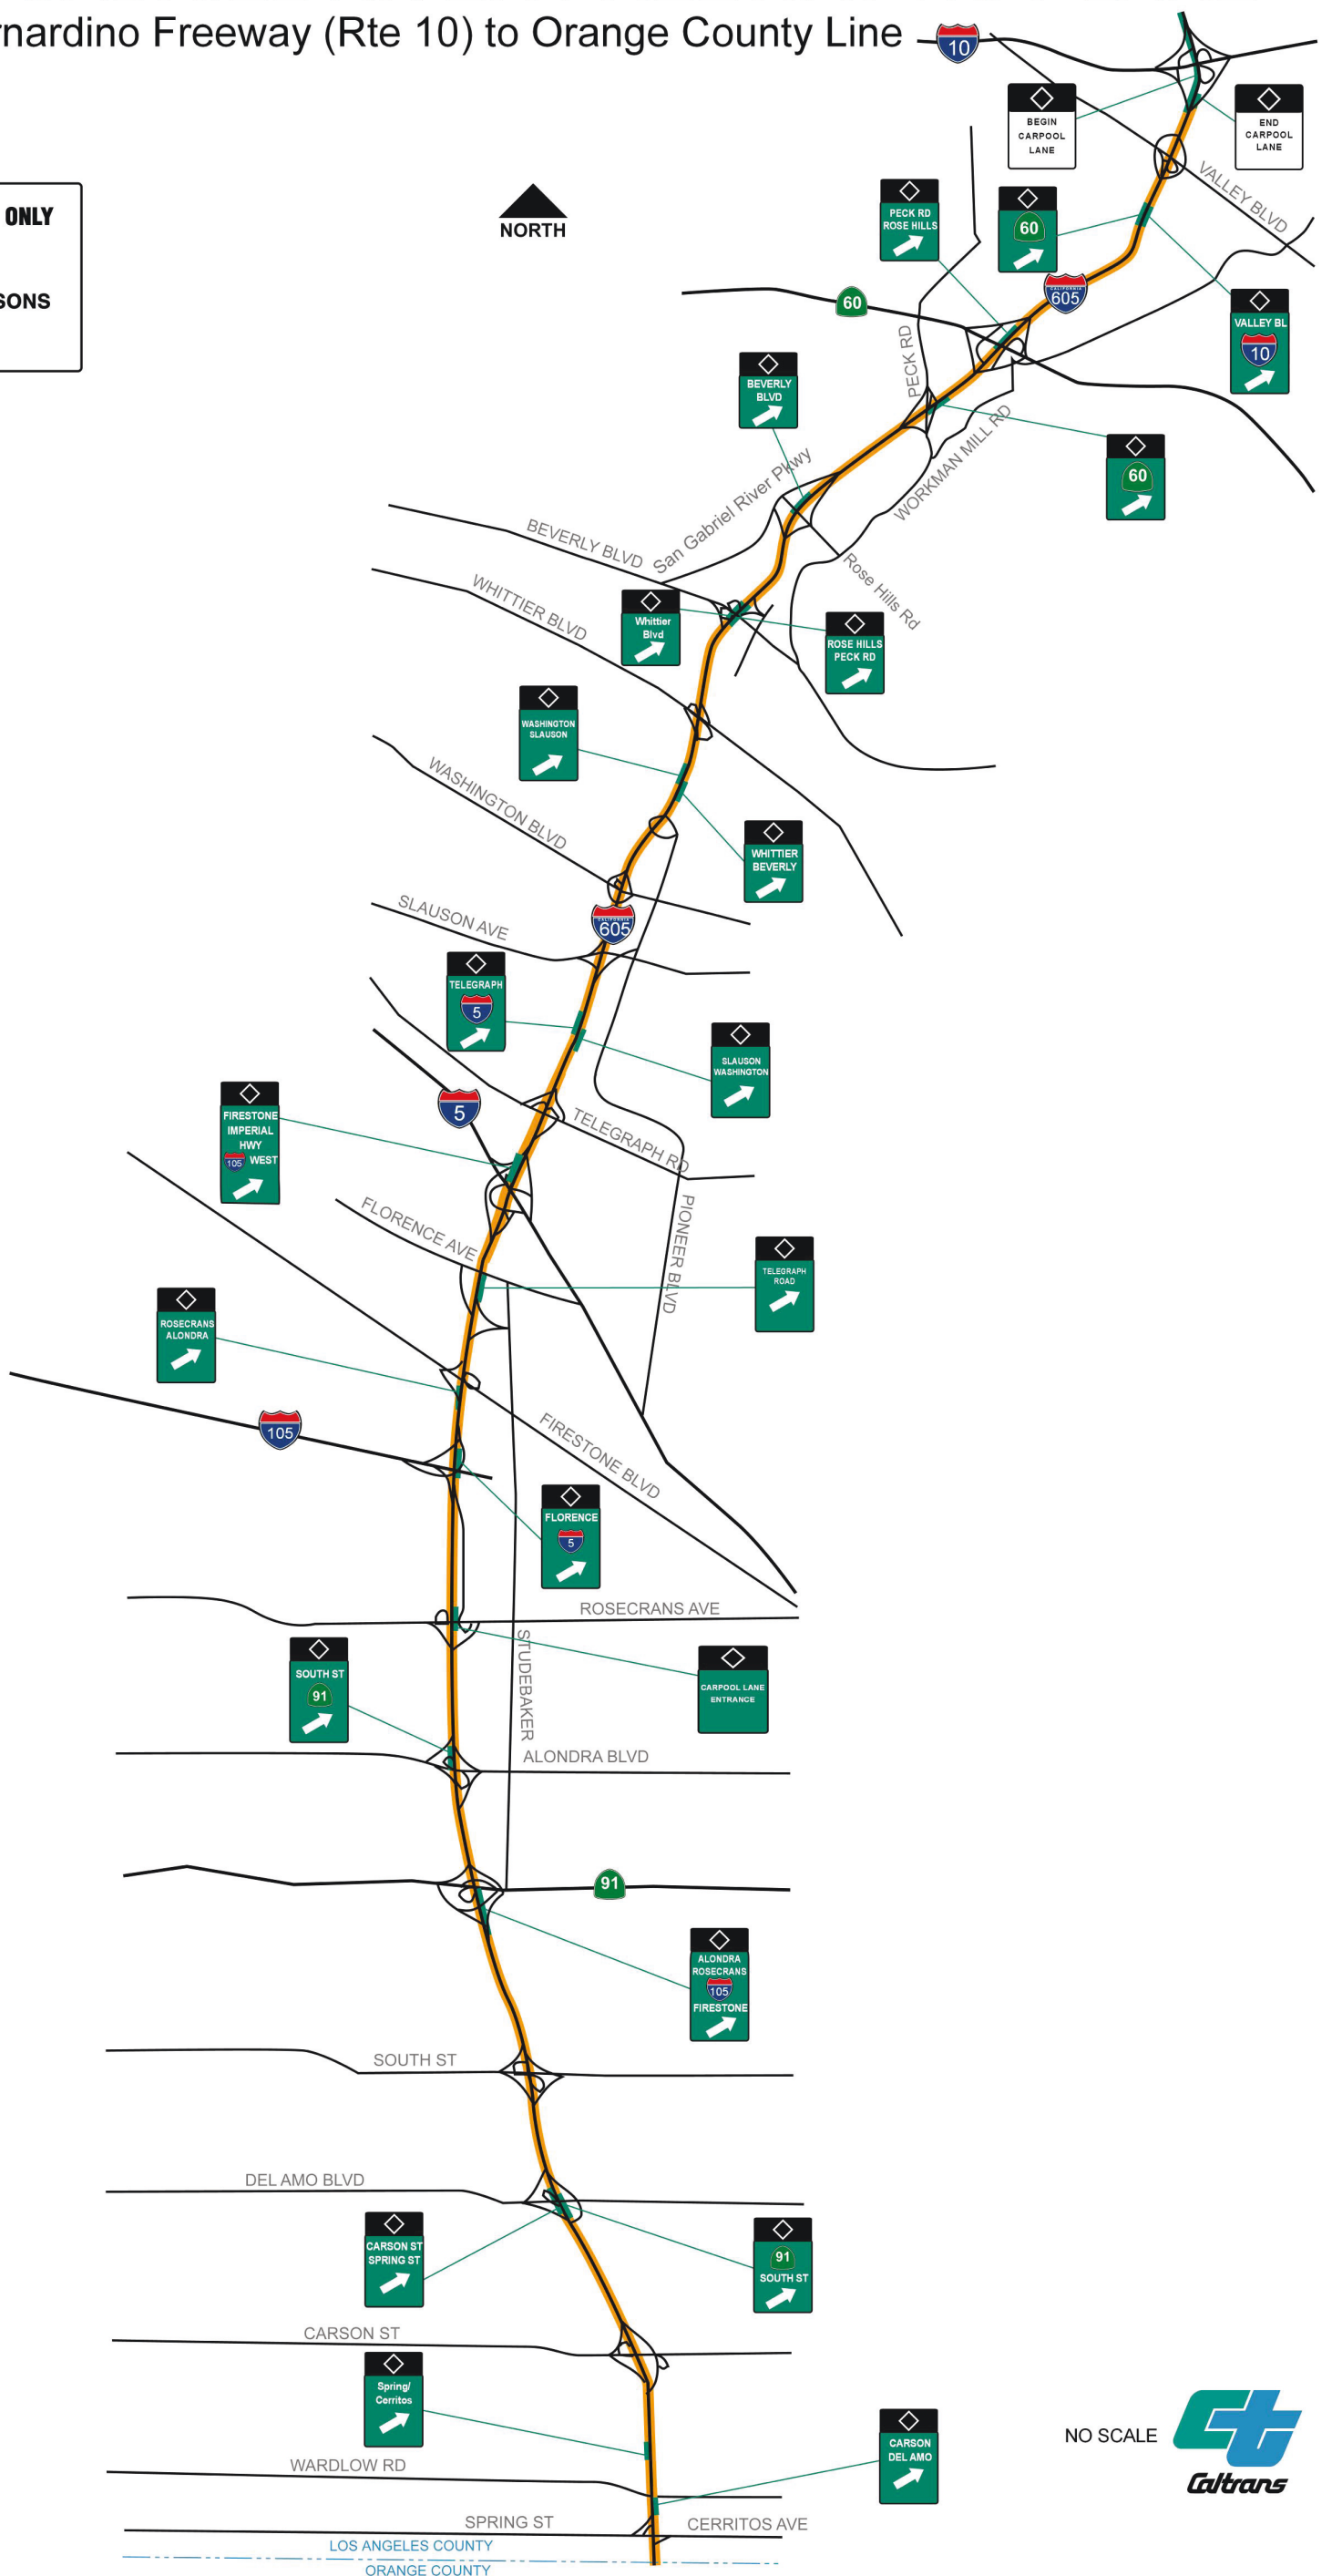 rnardino Freeway (Rte 10) to Orange County Line
10
BEGIN
CARPOOL
LANE
END
CARPOOL
LANE
ONLY
SONS
NORTH
VALLEY BLVD
PECK RD
ROSE HILLS
60
CALIFORNIA
605
60
VALLEY BL
10
PECK RD
BEVERLY
BLVD
WORKMAN MILL RD
60
San Gabriel River Pkwy
BEVERLY BLVD
Rose Hills Rd
WHITTIER BLVD
Whittier
Blvd
ROSE HILLS
PECK RD
WASHINGTON
SLAUSON
WASHINGTON BLVD
WHITTIER
BEVERLY
SLAUSON AVE
CALIFORNIA
605
TELEGRAPH
5
SLAUSON
WASHINGTON
5
FIRESTONE
IMPERIAL
HWY
105 WEST
TELEGRAPH RD
FLORENCE AVE
PIONEER BLVD
TELEGRAPH
ROAD
ROSECRANS
ALONDRA
105
FIRESTONE BLVD
FLORENCE
5
ROSECRANS AVE
STUDEBAKER
SOUTH ST
91
CARPOOL LANE
ENTRANCE
ALONDRA BLVD
91
ALONDRA
ROSECRANS
105
FIRESTONE
SOUTH ST
DEL AMO BLVD
CARSON ST
SPRING ST
91
SOUTH ST
CARSON ST
Spring/
Cerritos
CARSON
DEL AMO
NO SCALE
Caltrans
WARDLOW RD
SPRING ST
CERRITOS AVE
LOS ANGELES COUNTY
ORANGE COUNTY